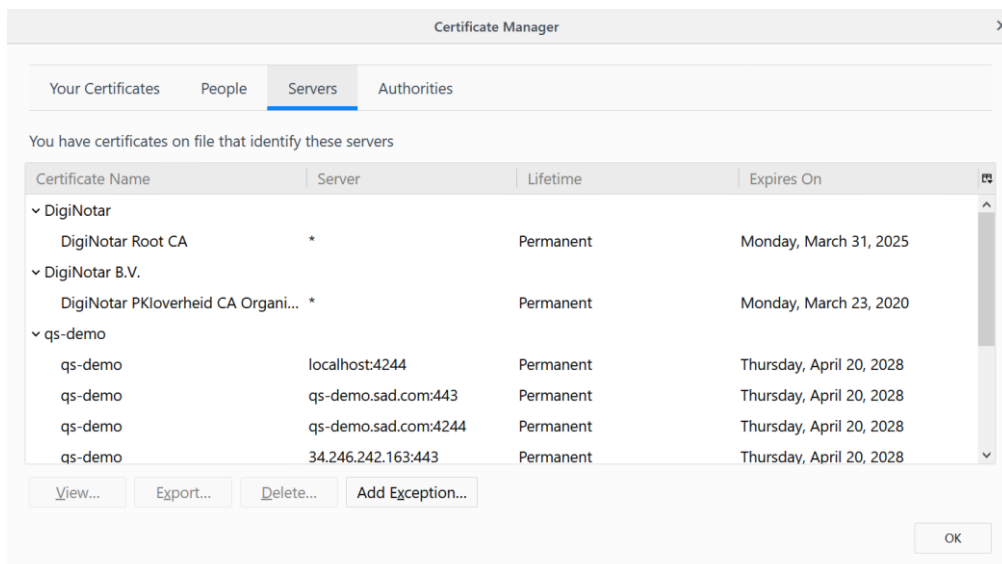 Certificate Manager
Your Certificates People Servers Authorities
You have certificates on file that identify these servers
Certificate Name Server Lifetime Expires On
DigiNotar
DigiNotar Root CA * Permanent Monday, March 31, 2025
DigiNotar B.V.
DigiNotar PKIoverheid CA Organi... * Permanent Monday, March 23, 2020
qs-demo
qs-demo localhost:4244 Permanent Thursday, April 20, 2028
qs-demo qs-demo.sad.com:443 Permanent Thursday, April 20, 2028
qs-demo qs-demo.sad.com:4244 Permanent Thursday, April 20, 2028
qs-demo 34.246.242.163:443 Permanent Thursday, April 20, 2028
View... Export... Delete... Add Exception...
OK